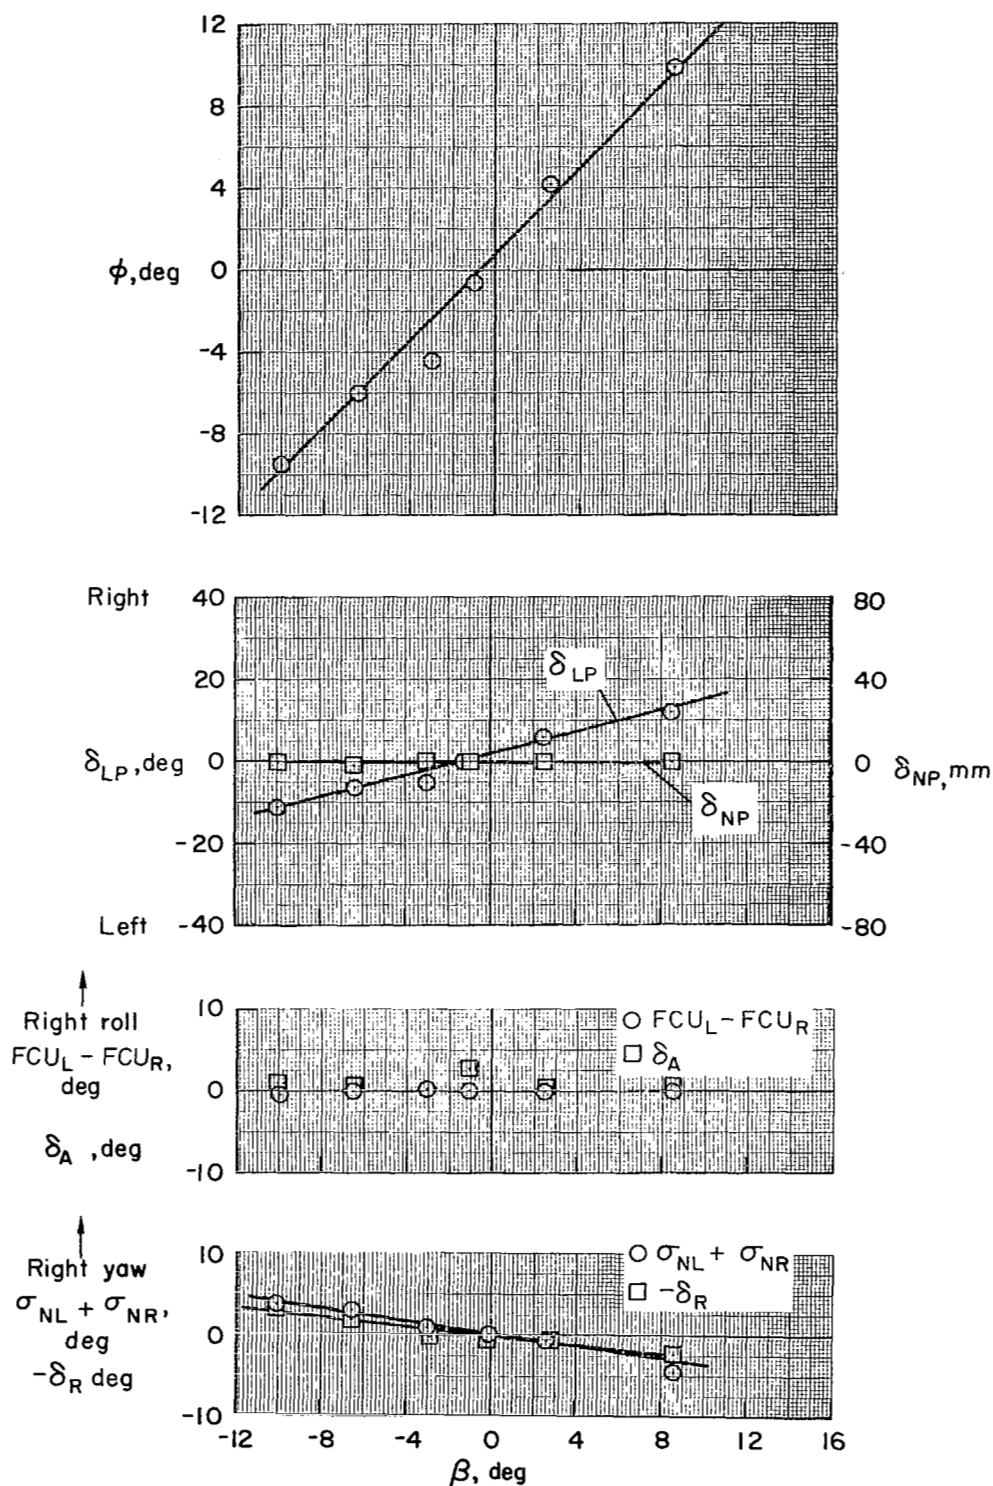 12
8
4
0
-4
-8
-12
ϕ, deg
Right
40
20
0
-20
-40
Left
δLP, deg
80
40
0
-40
-80
δNP, mm
δLP
δNP
Right roll
FCUL – FCUR,
deg
δA , deg
10
0
-10
○ FCUL – FCUR
□ δA
Right yaw
σNL + σNR,
deg
-δR deg
10
0
-10
○ σNL + σNR
□ -δR
-12 -8 -4 0 4 8 12 16
β, deg